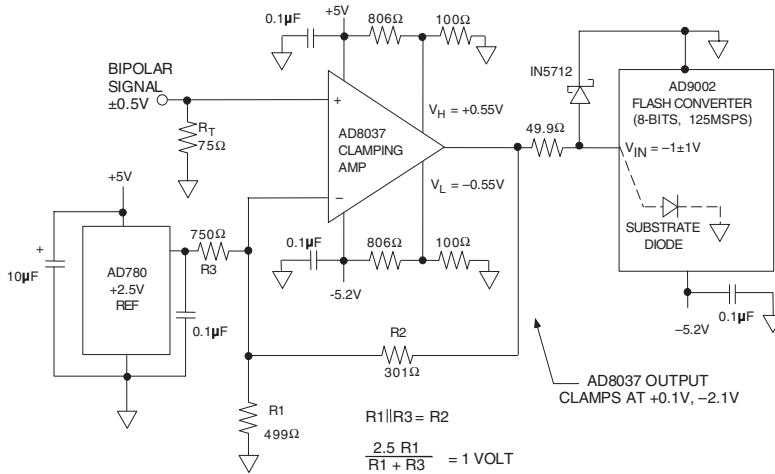 +5V
0.1µF
806Ω
100Ω
BIPOLAR
SIGNAL
±0.5V
R_T
75Ω
+
AD8037
CLAMPING
AMP
−
V_H = +0.55V
V_L = −0.55V
IN5712
49.9Ω
AD9002
FLASH CONVERTER
(8-BITS, 125MSPS)
V_IN = −1±1V
SUBSTRATE
DIODE
+5V
+
10µF
AD780
+2.5V
REF
750Ω
R3
0.1µF
0.1µF
806Ω
100Ω
-5.2V
0.1µF
−5.2V
R2
301Ω
R1
499Ω
AD8037 OUTPUT
CLAMPS AT +0.1V, −2.1V
R1||R3 = R2
2.5 R1
R1 + R3
= 1 VOLT